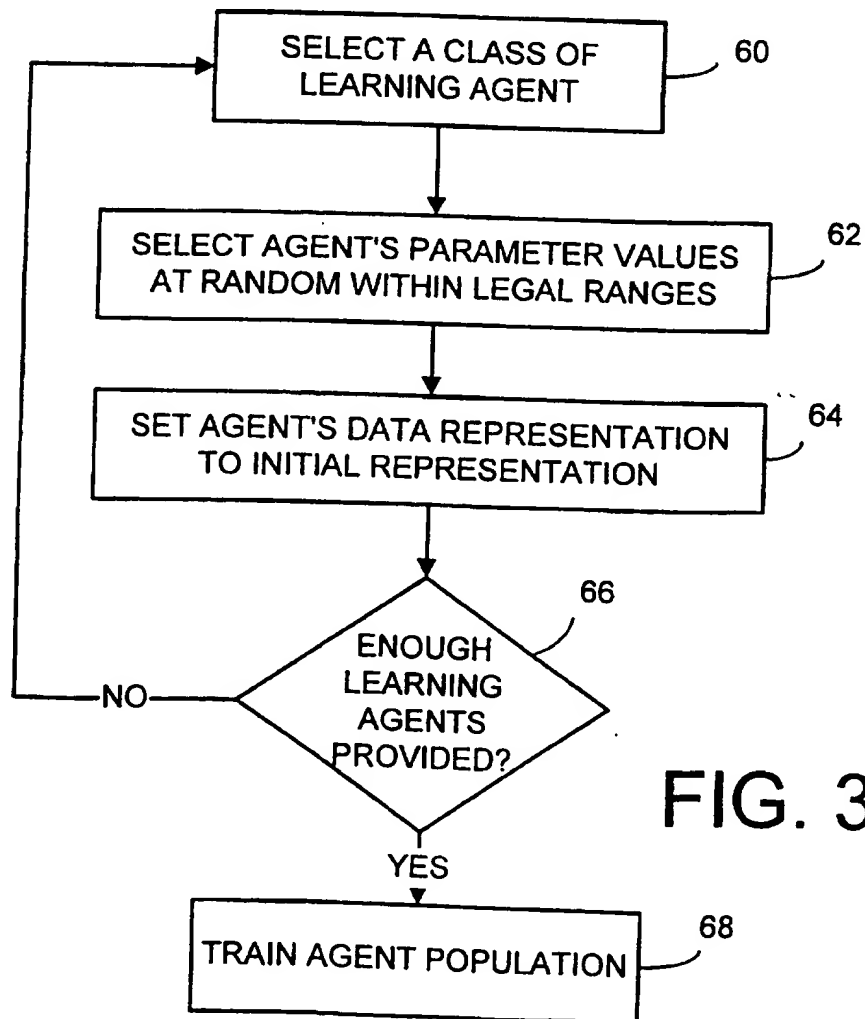 SELECT A CLASS OF
LEARNING AGENT
60
SELECT AGENT'S PARAMETER VALUES
AT RANDOM WITHIN LEGAL RANGES
62
SET AGENT'S DATA REPRESENTATION
TO INITIAL REPRESENTATION
64
66
ENOUGH
LEARNING
AGENTS
PROVIDED?
NO
FIG. 3
YES
TRAIN AGENT POPULATION
68